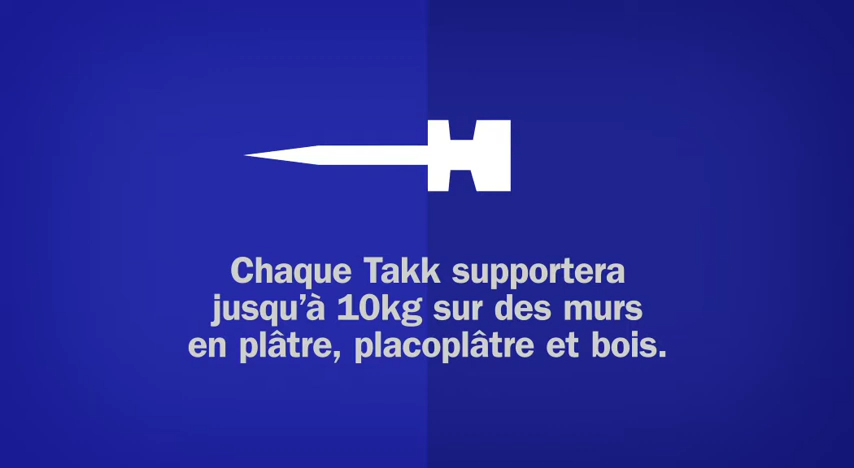 Chaque Takk supportera
jusqu’à 10kg sur des murs
en plâtre, placoplâtre et bois.